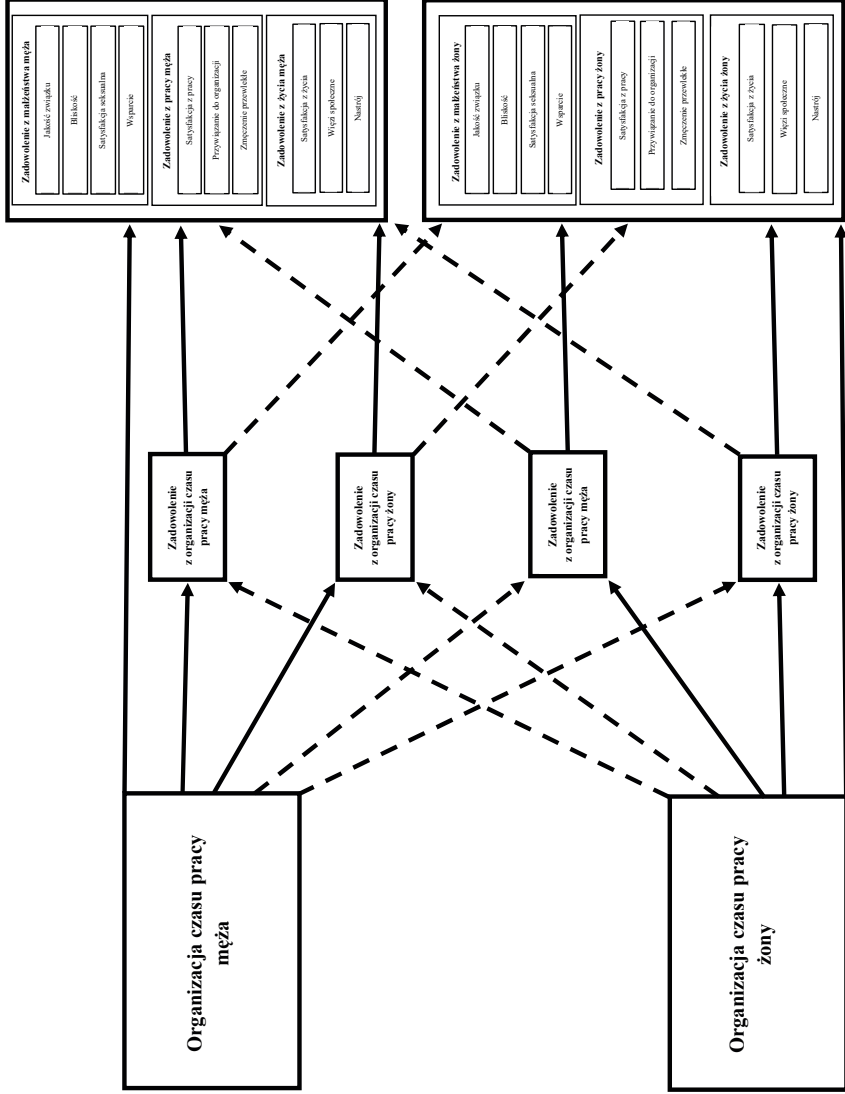 Organizacja czasu pracy
męża
Organizacja czasu pracy
żony
Zadowolenie
z organizacji czasu
pracy męża
Zadowolenie
z organizacji czasu
pracy żony
Zadowolenie
z organizacji czasu
pracy męża
Zadowolenie
z organizacji czasu
pracy żony
Zadowolenie z małżeństwa męża
Jakość związku
Bliskość
Satysfakcja seksualna
Wsparcie
Zadowolenie z pracy męża
Satysfakcja z pracy
Przywiązanie do organizacji
Zmęczenie przewlekłe
Zadowolenie z życia męża
Satysfakcja z życia
Więzi społeczne
Nastrój
Zadowolenie z małżeństwa żony
Jakość związku
Bliskość
Satysfakcja seksualna
Wsparcie
Zadowolenie z pracy żony
Satysfakcja z pracy
Przywiązanie do organizacji
Zmęczenie przewlekłe
Zadowolenie z życia żony
Satysfakcja z życia
Więzi społeczne
Nastrój